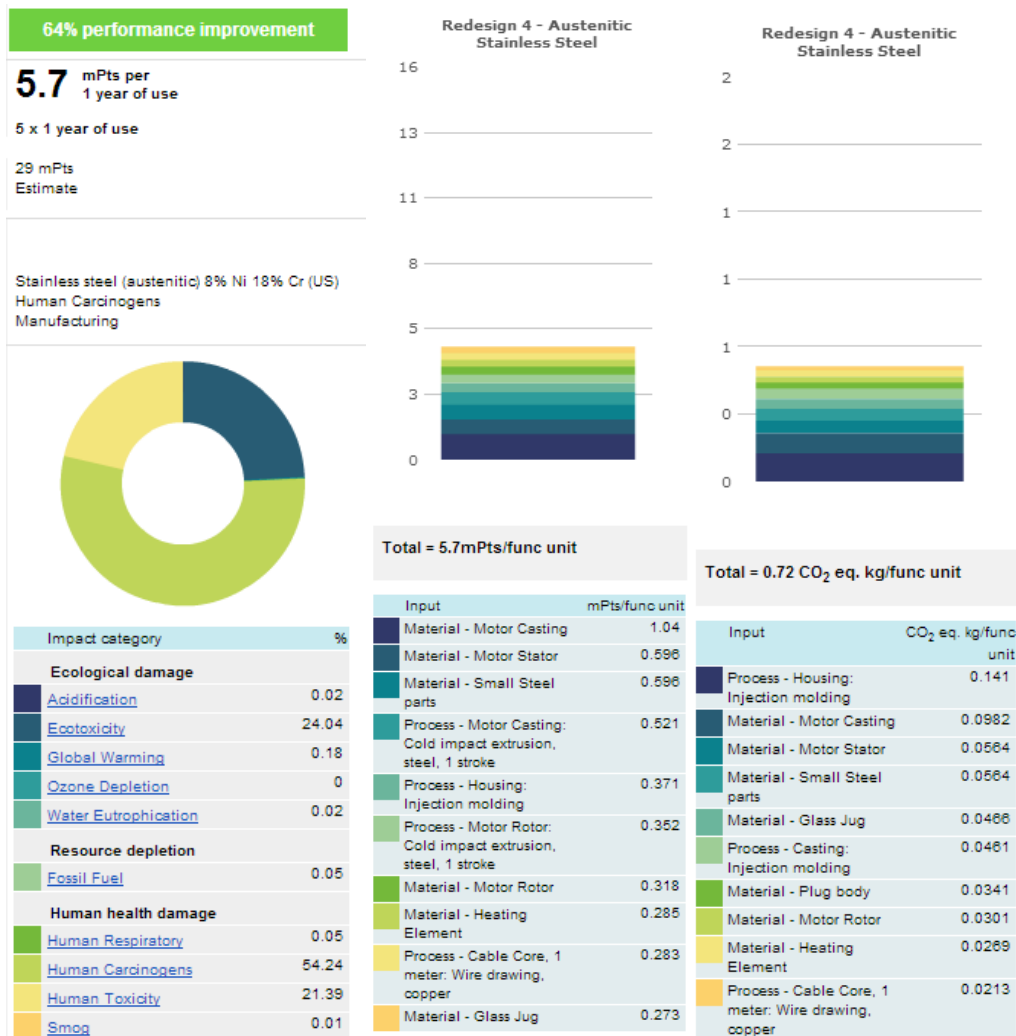 64% performance improvement
5.7 mPts per
1 year of use
5 x 1 year of use
29 mPts
Estimate
Stainless steel (austenitic) 8% Ni 18% Cr (US)
Human Carcinogens
Manufacturing
Impact category %
Ecological damage
Acidification 0.02
Ecotoxicity 24.04
Global Warming 0.18
Ozone Depletion 0
Water Eutrophication 0.02
Resource depletion
Fossil Fuel 0.05
Human health damage
Human Respiratory 0.05
Human Carcinogens 54.24
Human Toxicity 21.39
Smog 0.01
Redesign 4 - Austenitic
Stainless Steel
16
13
11
8
5
3
0
Total = 5.7mPts/func unit
Input mPts/func unit
Material - Motor Casting 1.04
Material - Motor Stator 0.596
Material - Small Steel 0.596
parts
Process - Motor Casting: 0.521
Cold impact extrusion,
steel, 1 stroke
Process - Housing: 0.371
Injection molding
Process - Motor Rotor: 0.352
Cold impact extrusion,
steel, 1 stroke
Material - Motor Rotor 0.318
Material - Heating 0.285
Element
Process - Cable Core, 1 0.283
meter: Wire drawing,
copper
Material - Glass Jug 0.273
Redesign 4 - Austenitic
Stainless Steel
2
2
1
1
1
0
0
Total = 0.72 CO₂ eq. kg/func unit
Input CO₂ eq. kg/func
unit
Process - Housing: 0.141
Injection molding
Material - Motor Casting 0.0982
Material - Motor Stator 0.0564
Material - Small Steel 0.0564
parts
Material - Glass Jug 0.0466
Process - Casting: 0.0461
Injection molding
Material - Plug body 0.0341
Material - Motor Rotor 0.0301
Material - Heating 0.0269
Element
Process - Cable Core, 1 0.0213
meter: Wire drawing,
copper